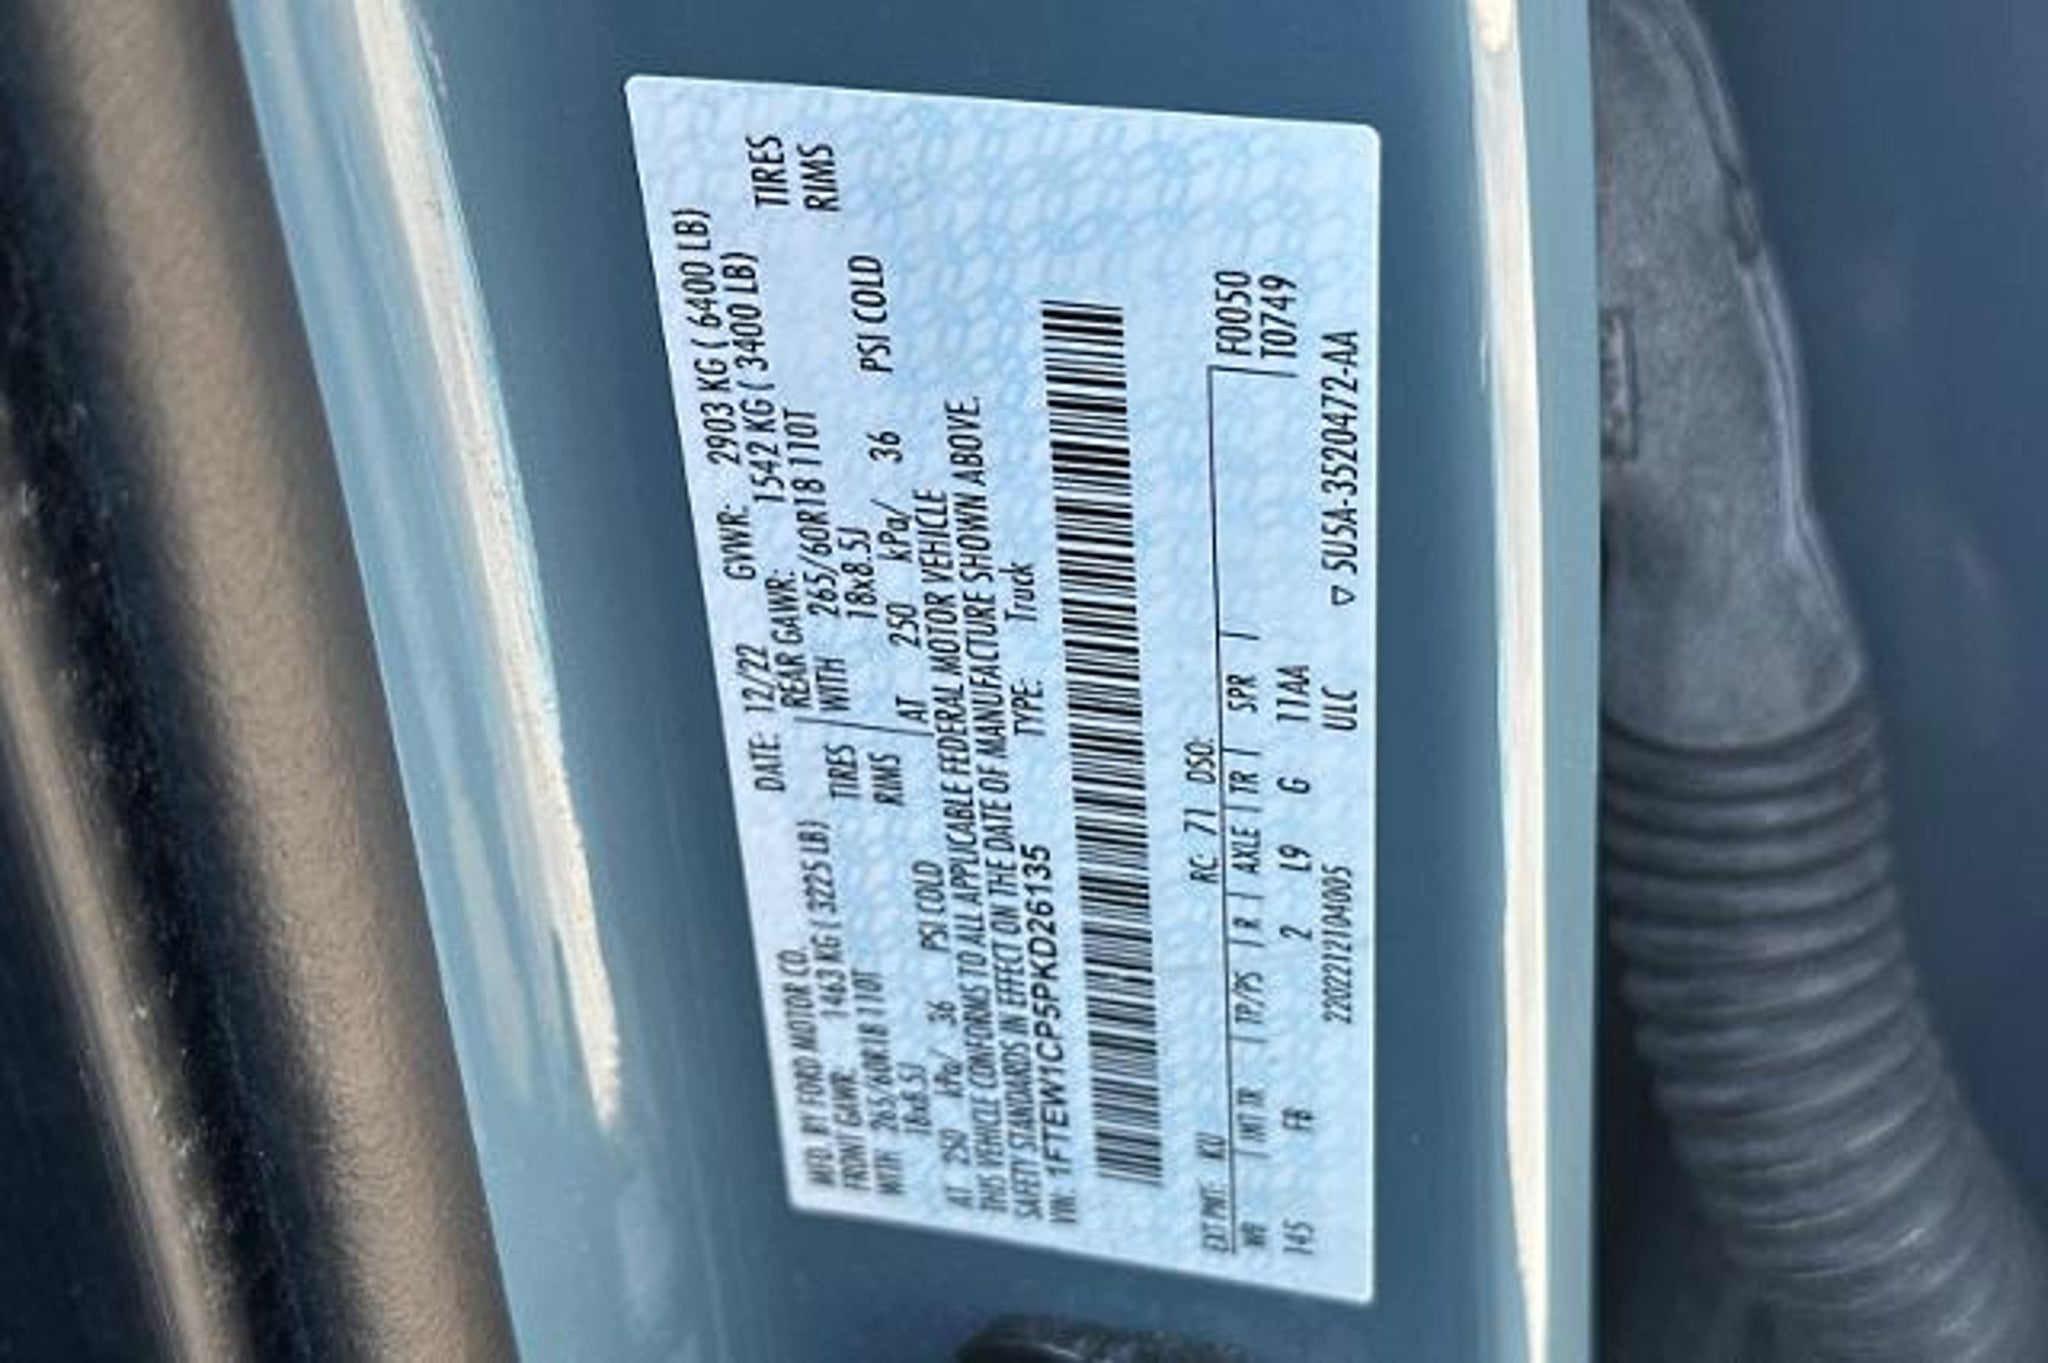 MFD. BY FORD MOTOR CO. DATE: 12/22 GVWR: 2903 KG ( 6400 LB)
FRONT GAWR: 1463 KG ( 3225 LB) REAR GAWR: 1542 KG ( 3400 LB)
WITH 265/60R18 110T TIRES WITH 265/60R18 110T TIRES
18x8.5J RIMS 18x8.5J RIMS
AT 250 kPa/ 36 PSI COLD AT 250 kPa/ 36 PSI COLD
THIS VEHICLE CONFORMS TO ALL APPLICABLE FEDERAL MOTOR VEHICLE
SAFETY STANDARDS IN EFFECT ON THE DATE OF MANUFACTURE SHOWN ABOVE.
VIN: 1FTEW1CP5PKD26135 TYPE: Truck
EXT PNT: KU RC: 71 DSO: F0050
WB | INT TR | TP/PS | R | AXLE | TR | SPR | T0749
145 FB 2 L9 G 11AA
2202212104005 ULC ▽ 5U5A-3520472-AA